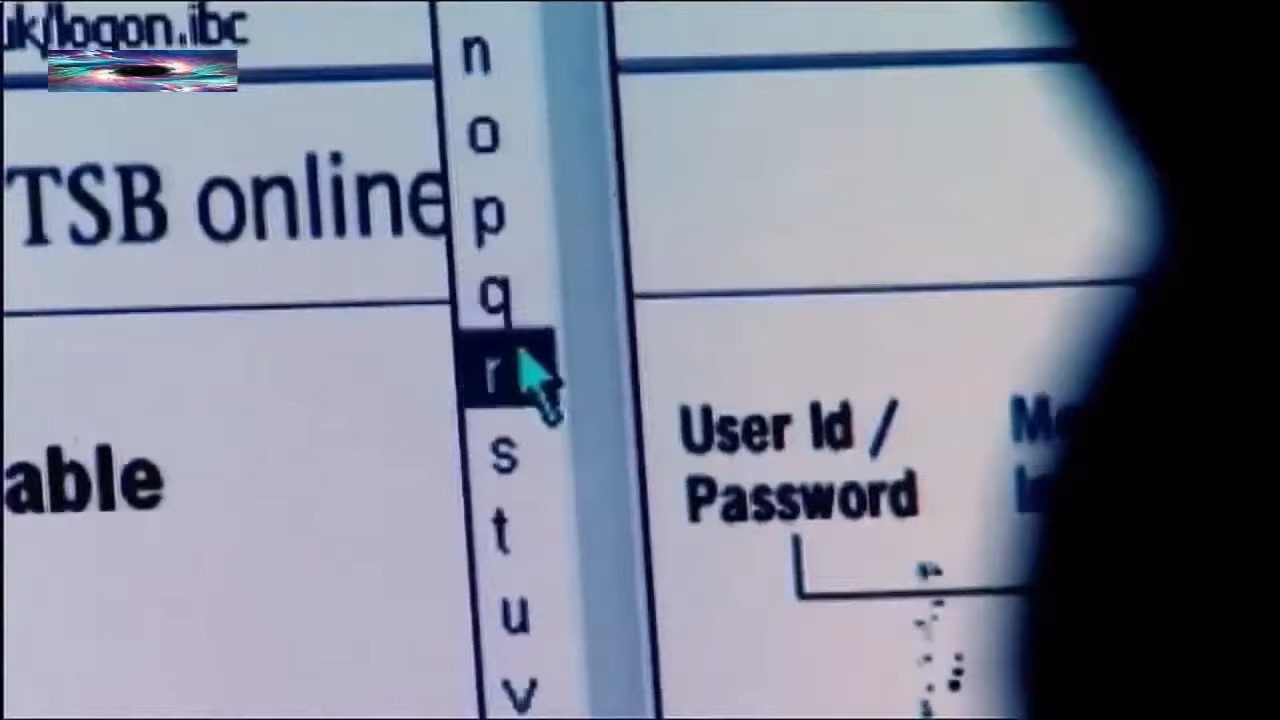 uk/logon.ibc
TSB online
able
n
o
p
q
r
s
t
u
v
User Id /
Password